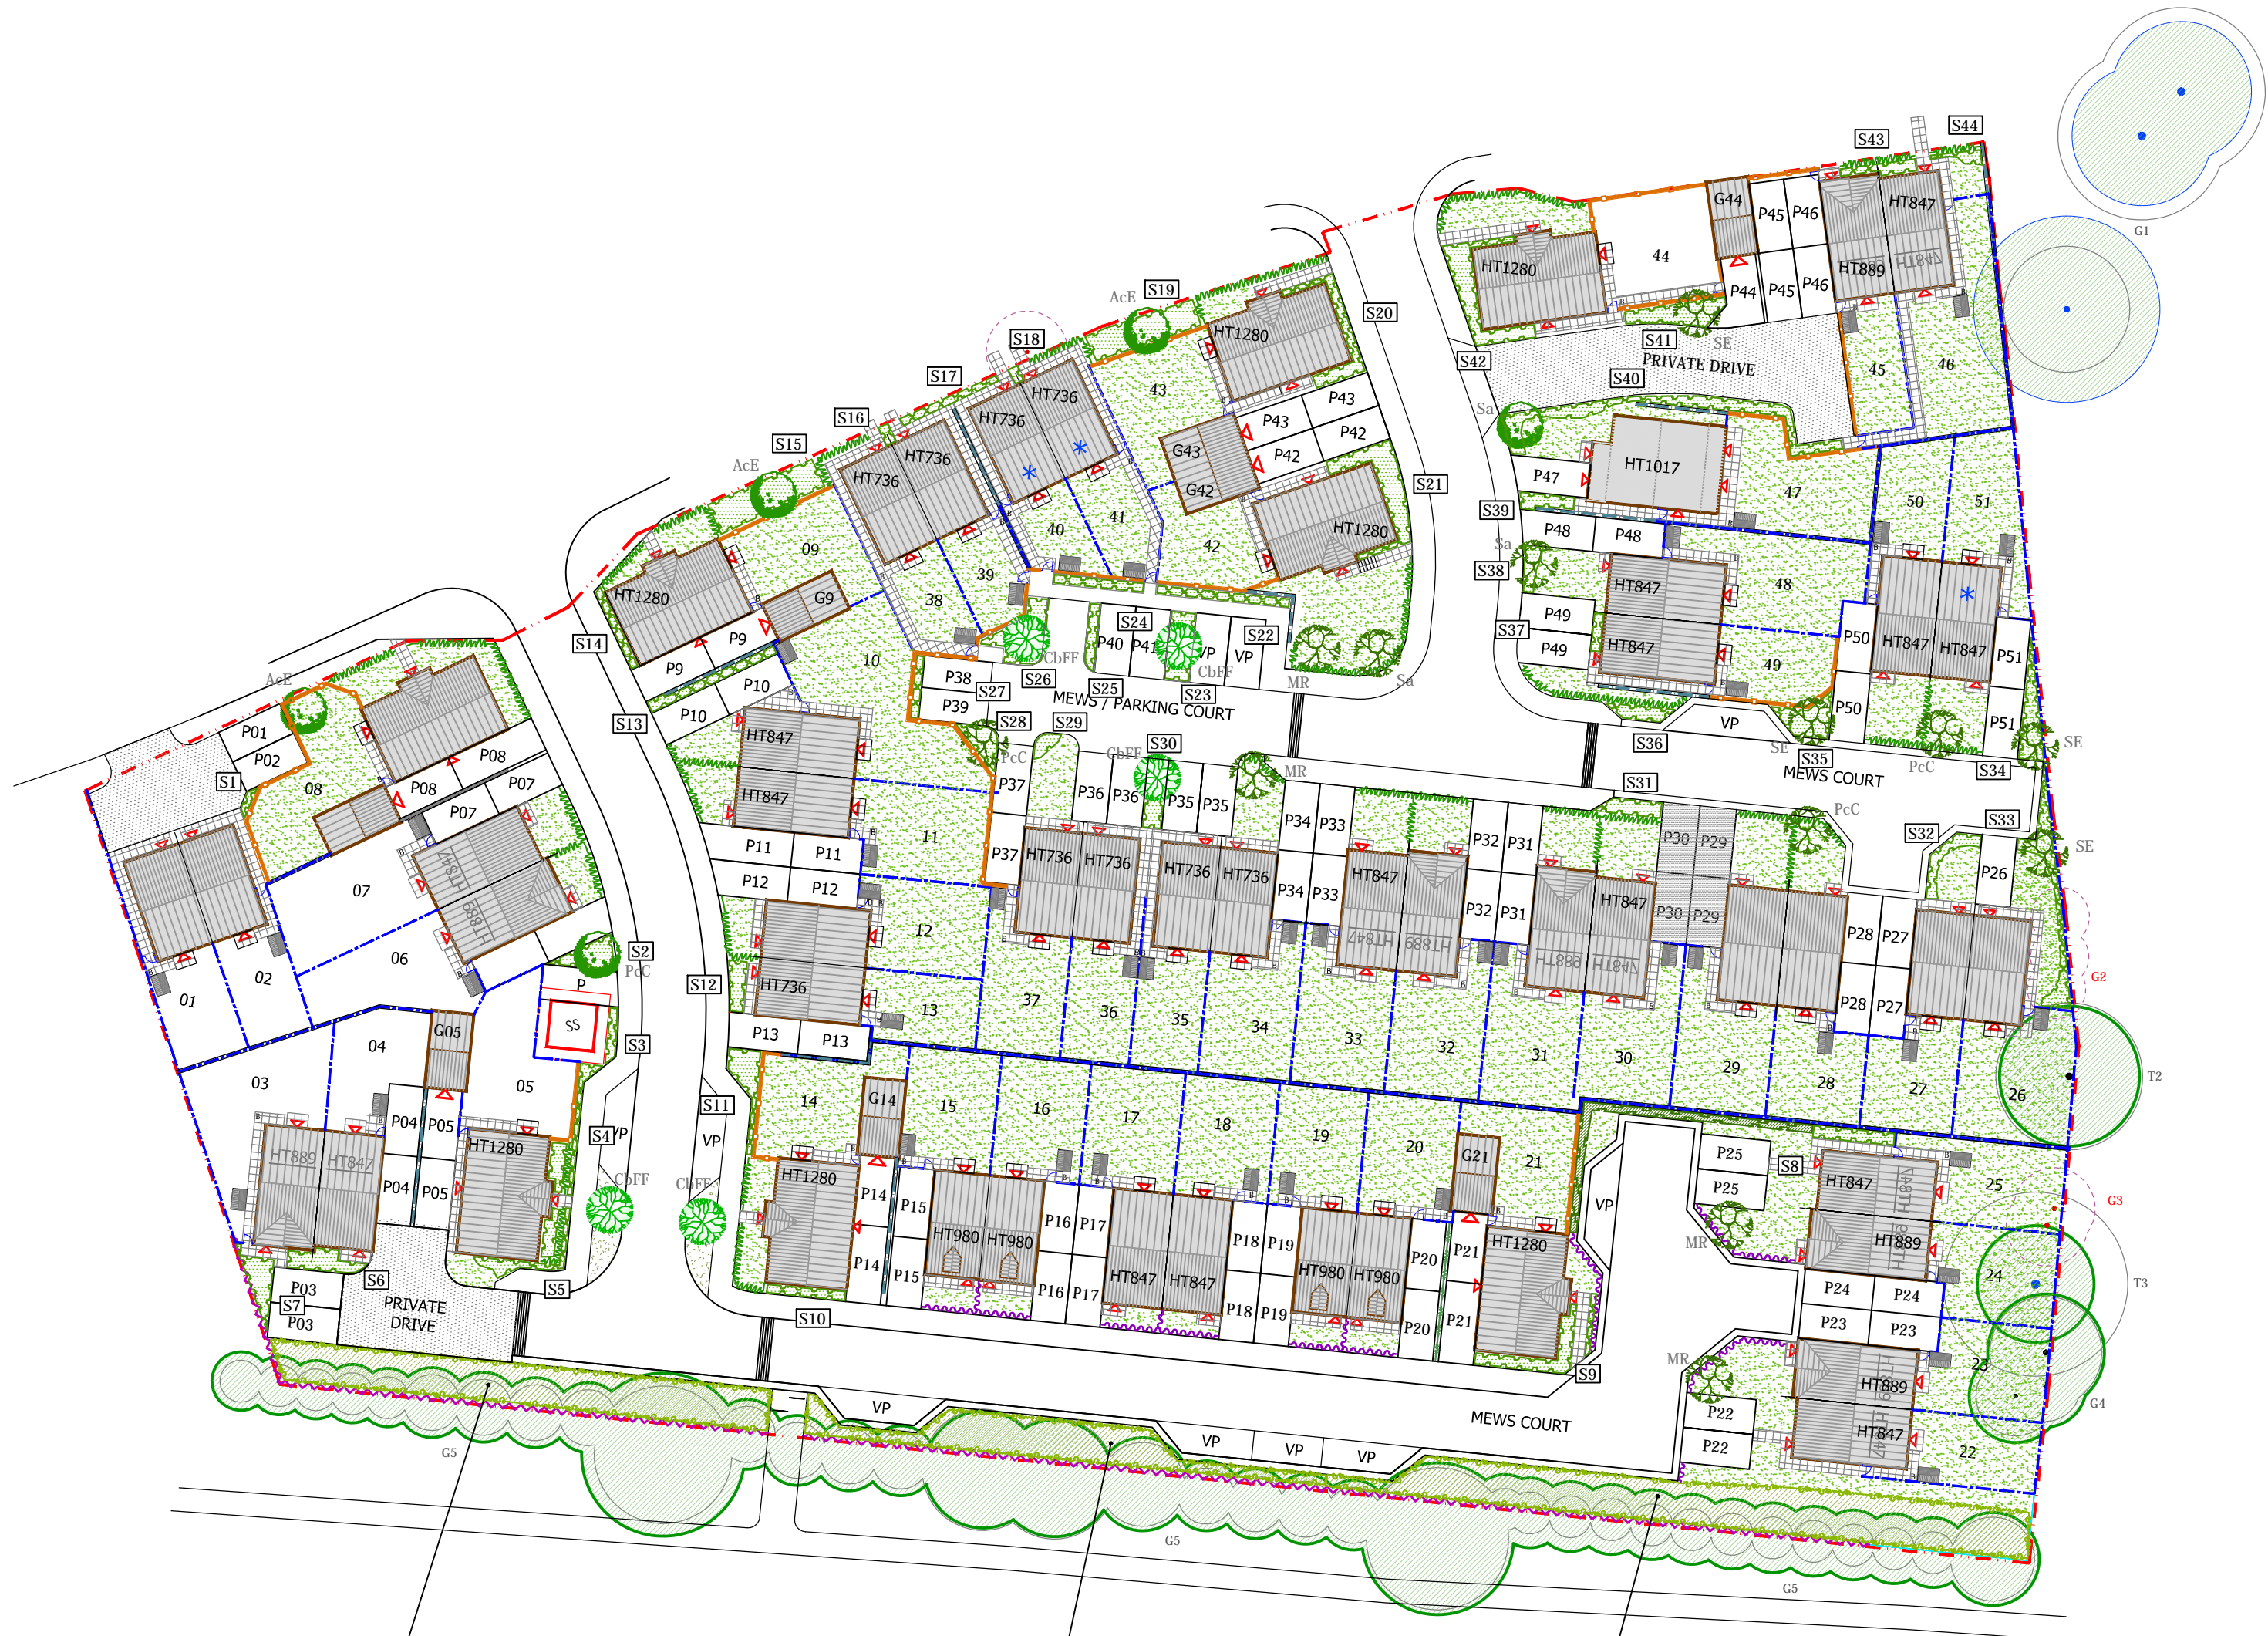 G1
S44
S43
HT847
G44
P45
P46
HT889
HT847
44
HT1280
P44
P45
P46
S41
SE
PRIVATE DRIVE
S40
S42
45
46
S19
AcE
S20
HT1280
S18
S17
HT736
HT736
43
P43
P43
P42
P42
G43
G42
S16
HT736
HT736
S15
AcE
Sa
P47
HT1017
47
50
51
S21
HT1280
42
41
40
39
38
09
S39
P48
P48
Sa
S38
HT847
HT847
48
49
P49
P49
S37
HT1280
G9
P9
P9
S14
10
P10
P10
S13
S24
S22
P40
P41
VP
VP
CbFF
CbFF
S26
S25
S23
MR
Sa
P38
P39
S27
S28
S29
MEWS / PARKING COURT
P50
P50
HT847
HT847
P51
P51
VP
S36
SE
S35
PcC
S34
SE
MEWS COURT
AcE
P01
P02
S1
08
P08
P08
P07
P07
07
HT847
HT889
06
02
01
HT847
HT847
11
P11
P11
P12
P12
PcC
P37
P37
CbFF
S30
MR
P36
P36
P35
P35
HT736
HT736
HT736
HT736
P34
P33
P34
P33
HT847
HT847
HT889
P32
P31
P32
P31
S31
HT847
HT889
HT847
P30
P29
P30
P29
PcC
S32
S33
SE
P26
P28
P27
P28
P27
G2
S2
PcC
P
SS
S12
12
HT736
13
P13
P13
37
36
35
34
33
32
31
30
29
28
27
26
T2
S3
G05
04
03
05
P04
P05
P04
P05
HT889
HT847
HT1280
S4
VP
CbFF
S11
VP
CbFF
14
G14
15
16
17
18
19
20
G21
21
HT1280
P14
P14
P15
P15
HT980
HT980
P16
P17
P16
P17
HT847
HT847
P18
P19
P18
P19
HT980
HT980
P20
P20
P21
P21
HT1280
VP
P25
P25
S8
HT847
HT847
HT889
25
G3
MR
24
T3
P24
P24
P23
P23
S6
S7
P03
P03
PRIVATE
DRIVE
S5
S10
S9
MR
HT889
HT889
HT847
HT847
23
22
G4
P22
P22
VP
VP
VP
VP
MEWS COURT
G5
G5
G5